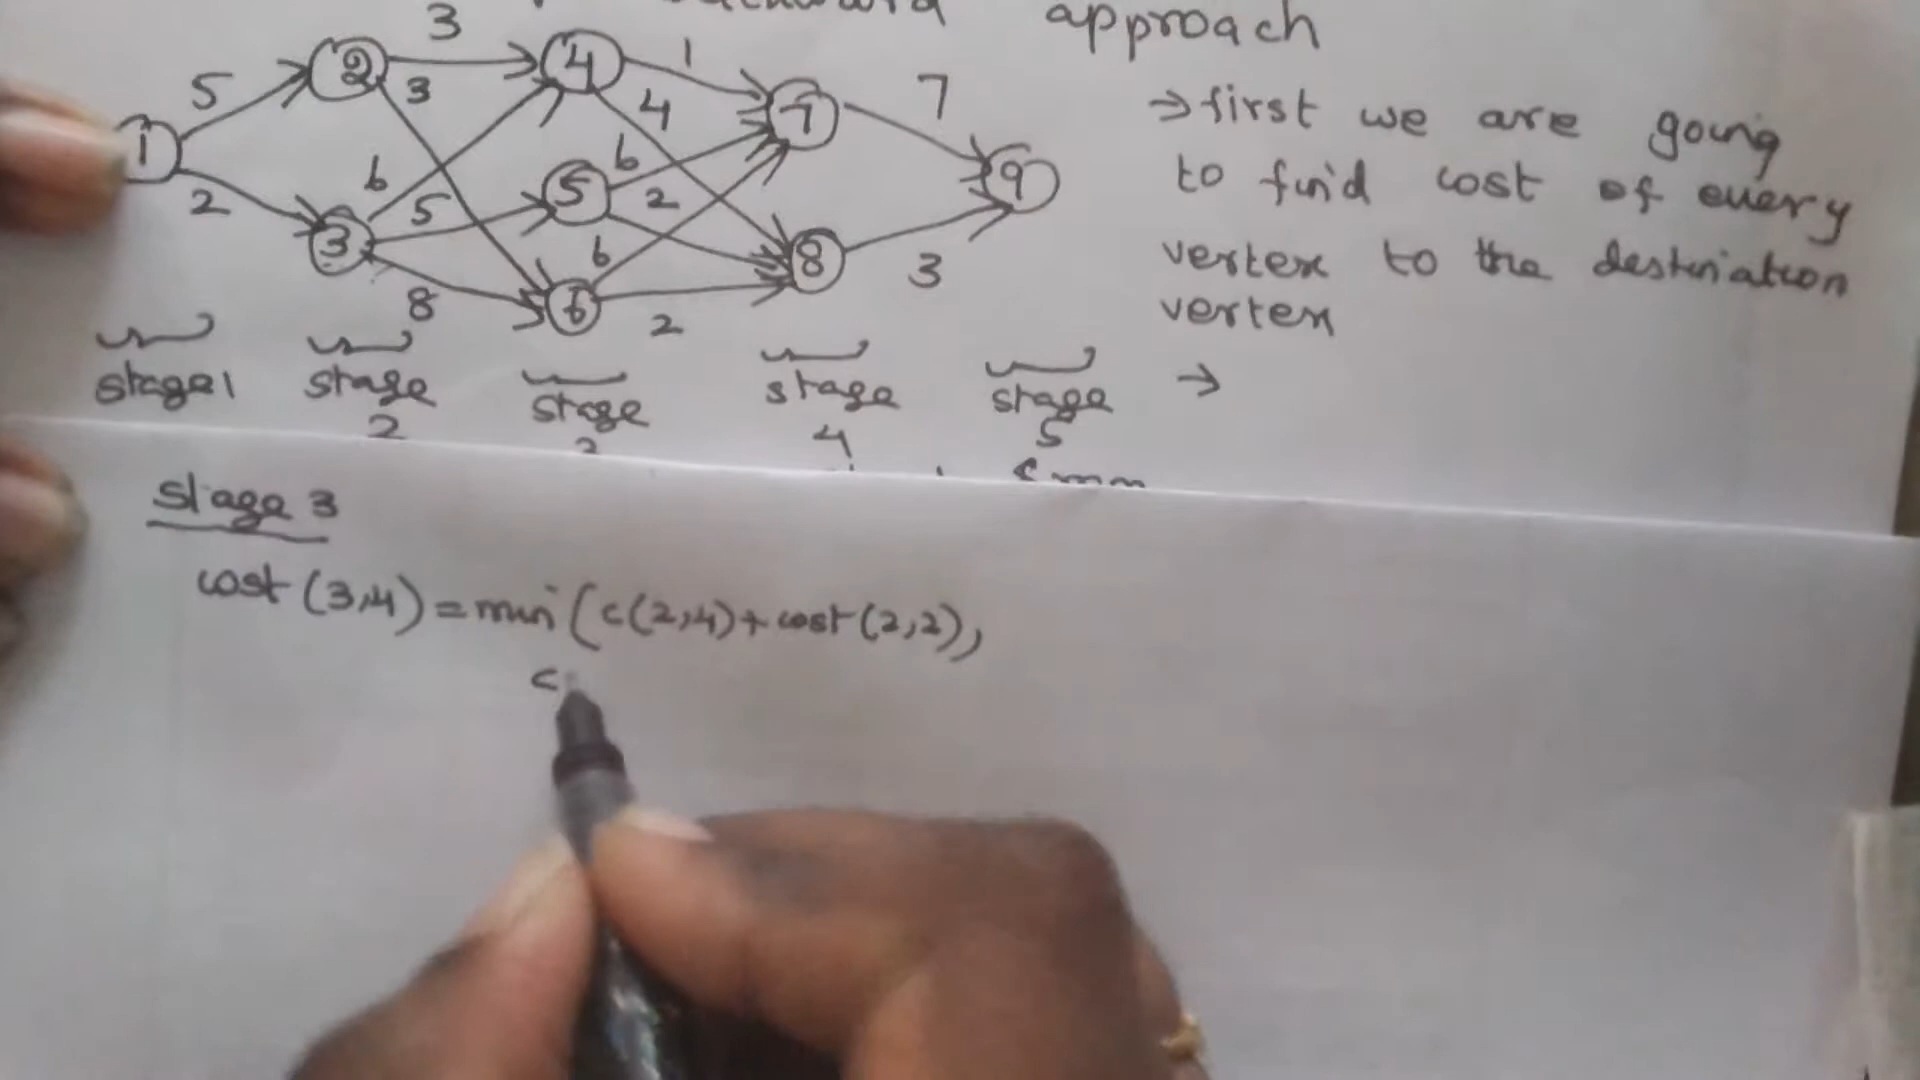 approach
3
1
5
2
3
4
4
7
7
1
6
6
5
5
2
9
2
3
6
8
3
8
6
2
→ first we are going
to find cost of every
vertex to the destination
vertex
→
stage 1
stage
2
stage
stage
4
stage
5
Stage 3
cost (3,4) = min (c(2,4) + cost (2,2),
c